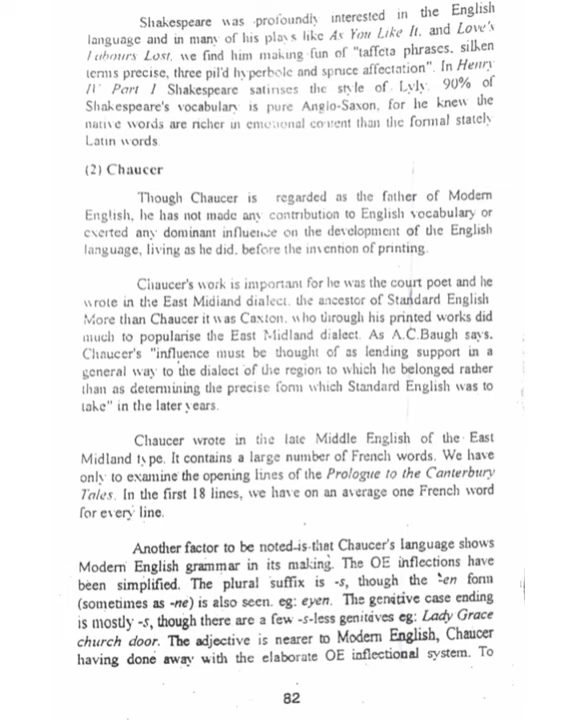 Shakespeare was profoundly interested in the English
language and in many of his plays like As You Like It, and Love's
Labours Lost, we find him making fun of "taffeta phrases, silken
terms precise, three pil'd hyperbole and spruce affectation". In Henry
IV Part I Shakespeare satirises the style of Lyly. 90% of
Shakespeare's vocabulary is pure Anglo-Saxon, for he knew the
native words are richer in emotional content than the formal stately
Latin words
(2) Chaucer
Though Chaucer is regarded as the father of Modern
English, he has not made any contribution to English vocabulary or
exerted any dominant influence on the development of the English
language, living as he did, before the invention of printing.
Chaucer's work is important for he was the court poet and he
wrote in the East Midland dialect, the ancestor of Standard English
More than Chaucer it was Caxton, who through his printed works did
much to popularise the East Midland dialect. As A.C.Baugh says,
Chaucer's "influence must be thought of as lending support in a
general way to the dialect of the region to which he belonged rather
than as determining the precise form which Standard English was to
take" in the later years.
Chaucer wrote in the late Middle English of the East
Midland type. It contains a large number of French words. We have
only to examine the opening lines of the Prologue to the Canterbury
Tales. In the first 18 lines, we have on an average one French word
for every line.
Another factor to be noted is that Chaucer's language shows
Modern English grammar in its making. The OE inflections have
been simplified. The plural suffix is -s, though the -en form
(sometimes as -ne) is also seen. eg: eyen. The genitive case ending
is mostly -s, though there are a few -s-less genitives eg: Lady Grace
church door. The adjective is nearer to Modern English, Chaucer
having done away with the elaborate OE inflectional system. To
82